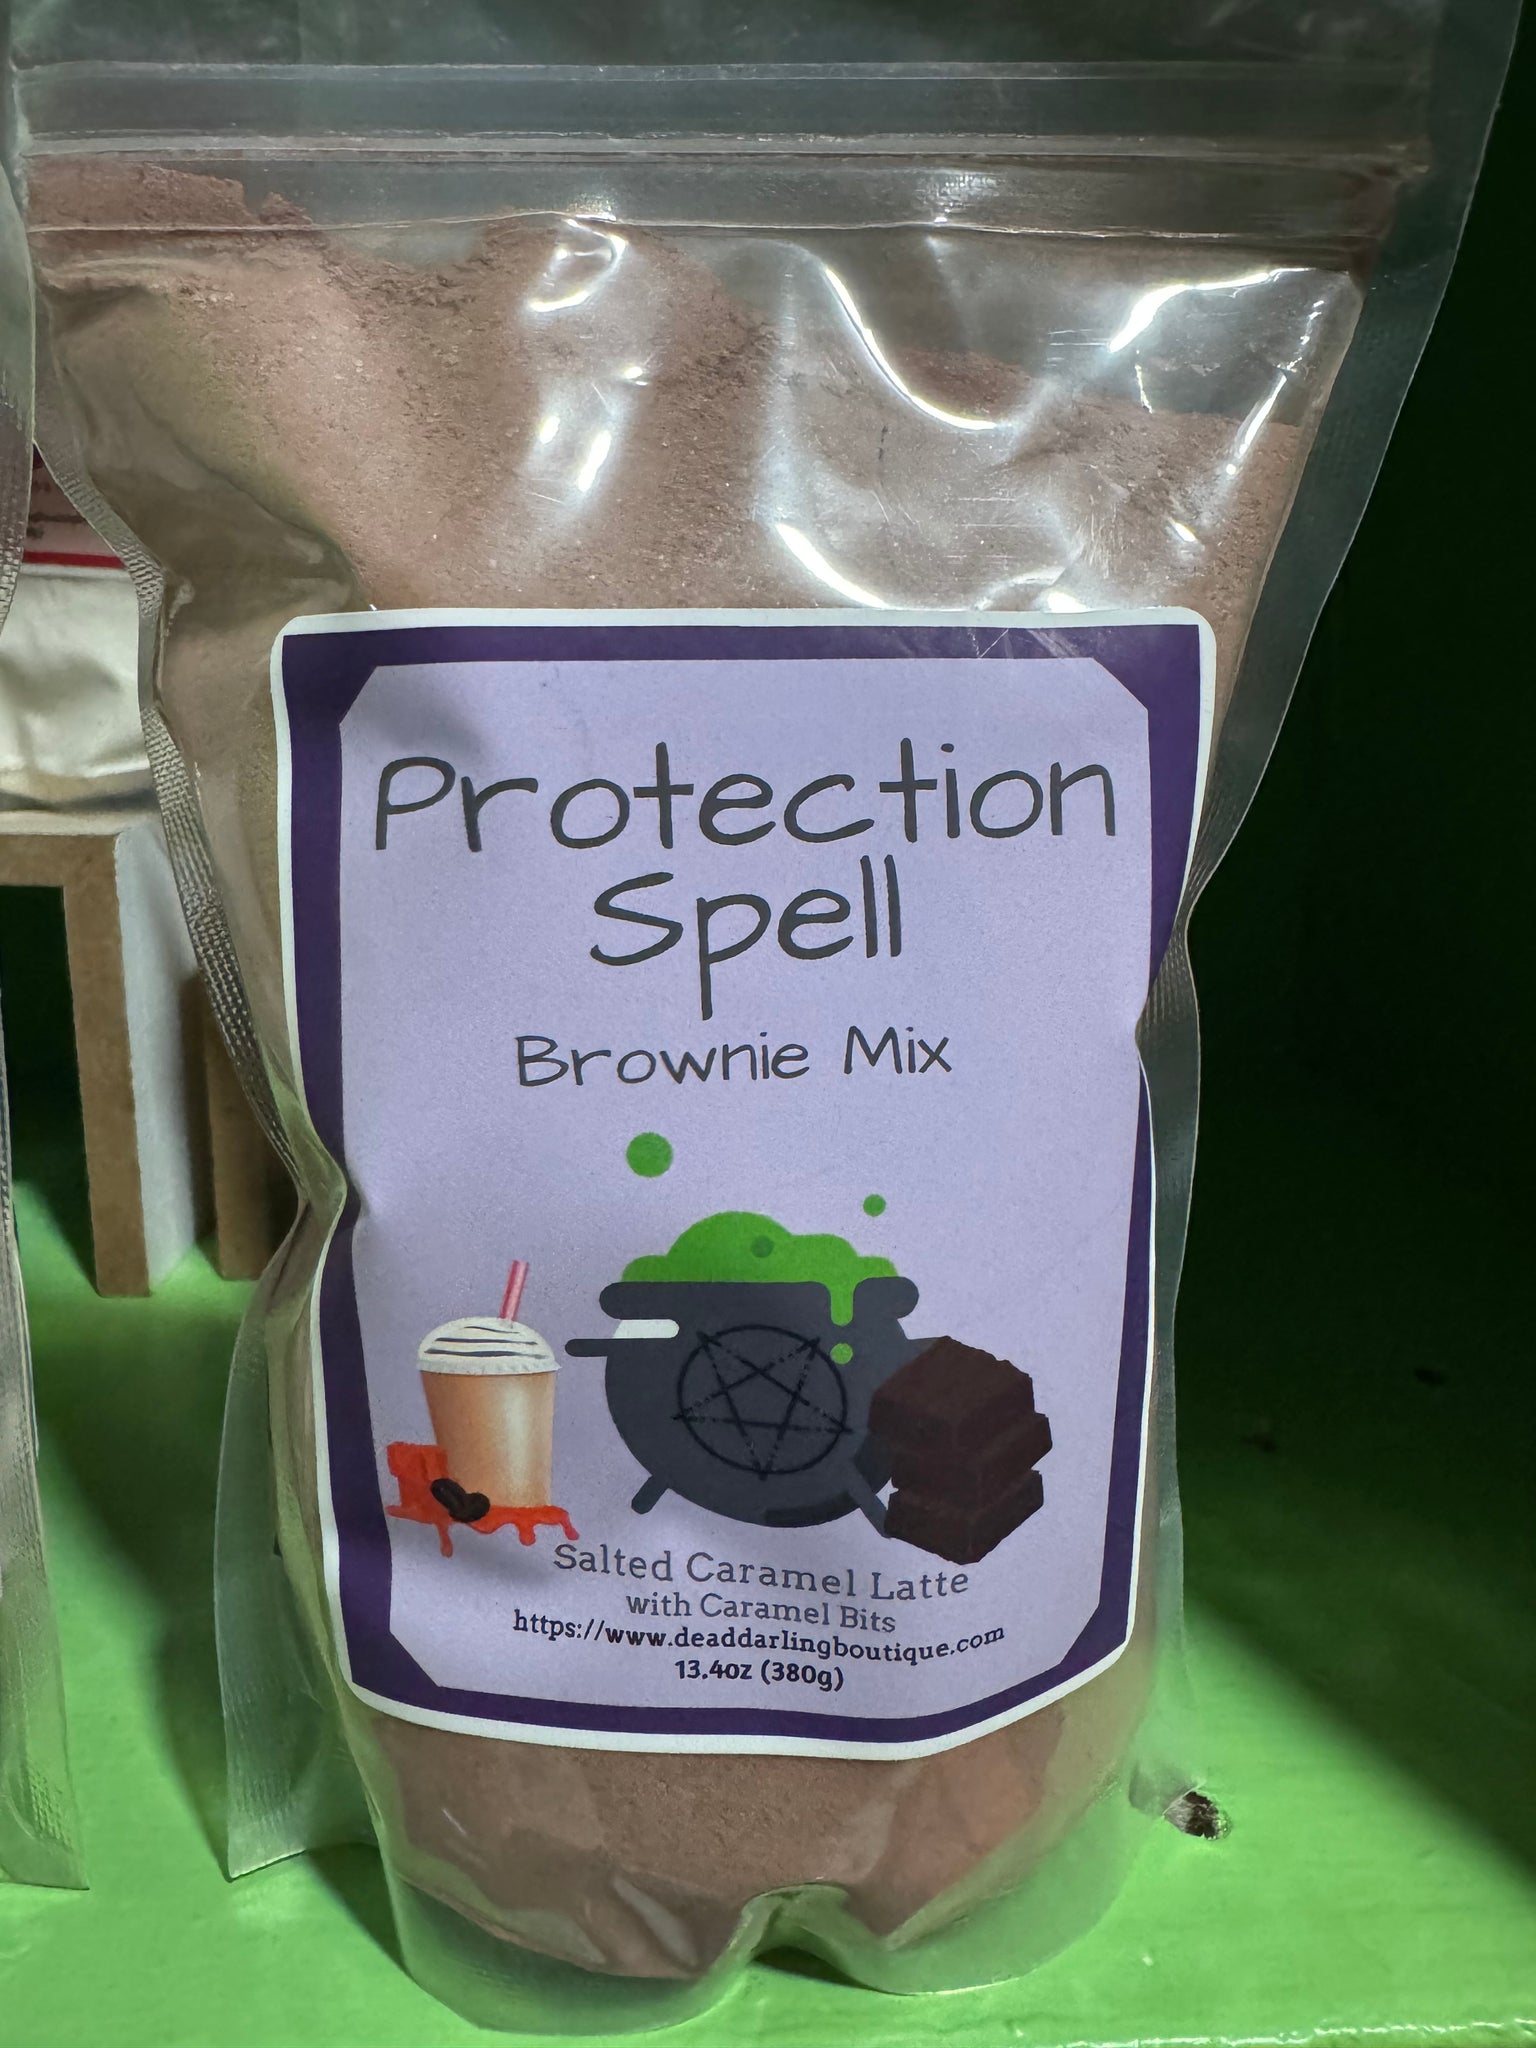 Protection
Spell
Brownie Mix
Salted Caramel Latte
with Caramel Bits
https://www.deaddarlingboutique.com
13.4oz (380g)